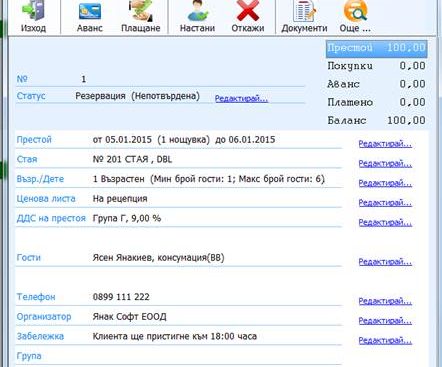 Изход Аванс Плащане Настани Откажи Документи Още ...
Престой 100,00
Покупки 0,00
№ 1 Аванс 0,00
Статус Резервация (Непотвърдена) Редактирай... Платено 0,00
Баланс 100,00
Престой от 05.01.2015 (1 нощувка) до 06.01.2015 Редактирай...
Стая № 201 СТАЯ , DBL Редактирай...
Възр./Дете 1 Възрастен (Мин брой гости: 1; Макс брой гости: 6) Редактирай...
Ценова листа На рецепция Редактирай...
ДДС на престоя Група Г, 9,00 % Редактирай...
Гости Ясен Янакиев, консумация(BB) Редактирай...
Телефон 0899 111 222 Редактирай...
Организатор Янак Софт ЕООД Редактирай...
Забележка Клиента ще пристигне към 18:00 часа Редактирай...
Група